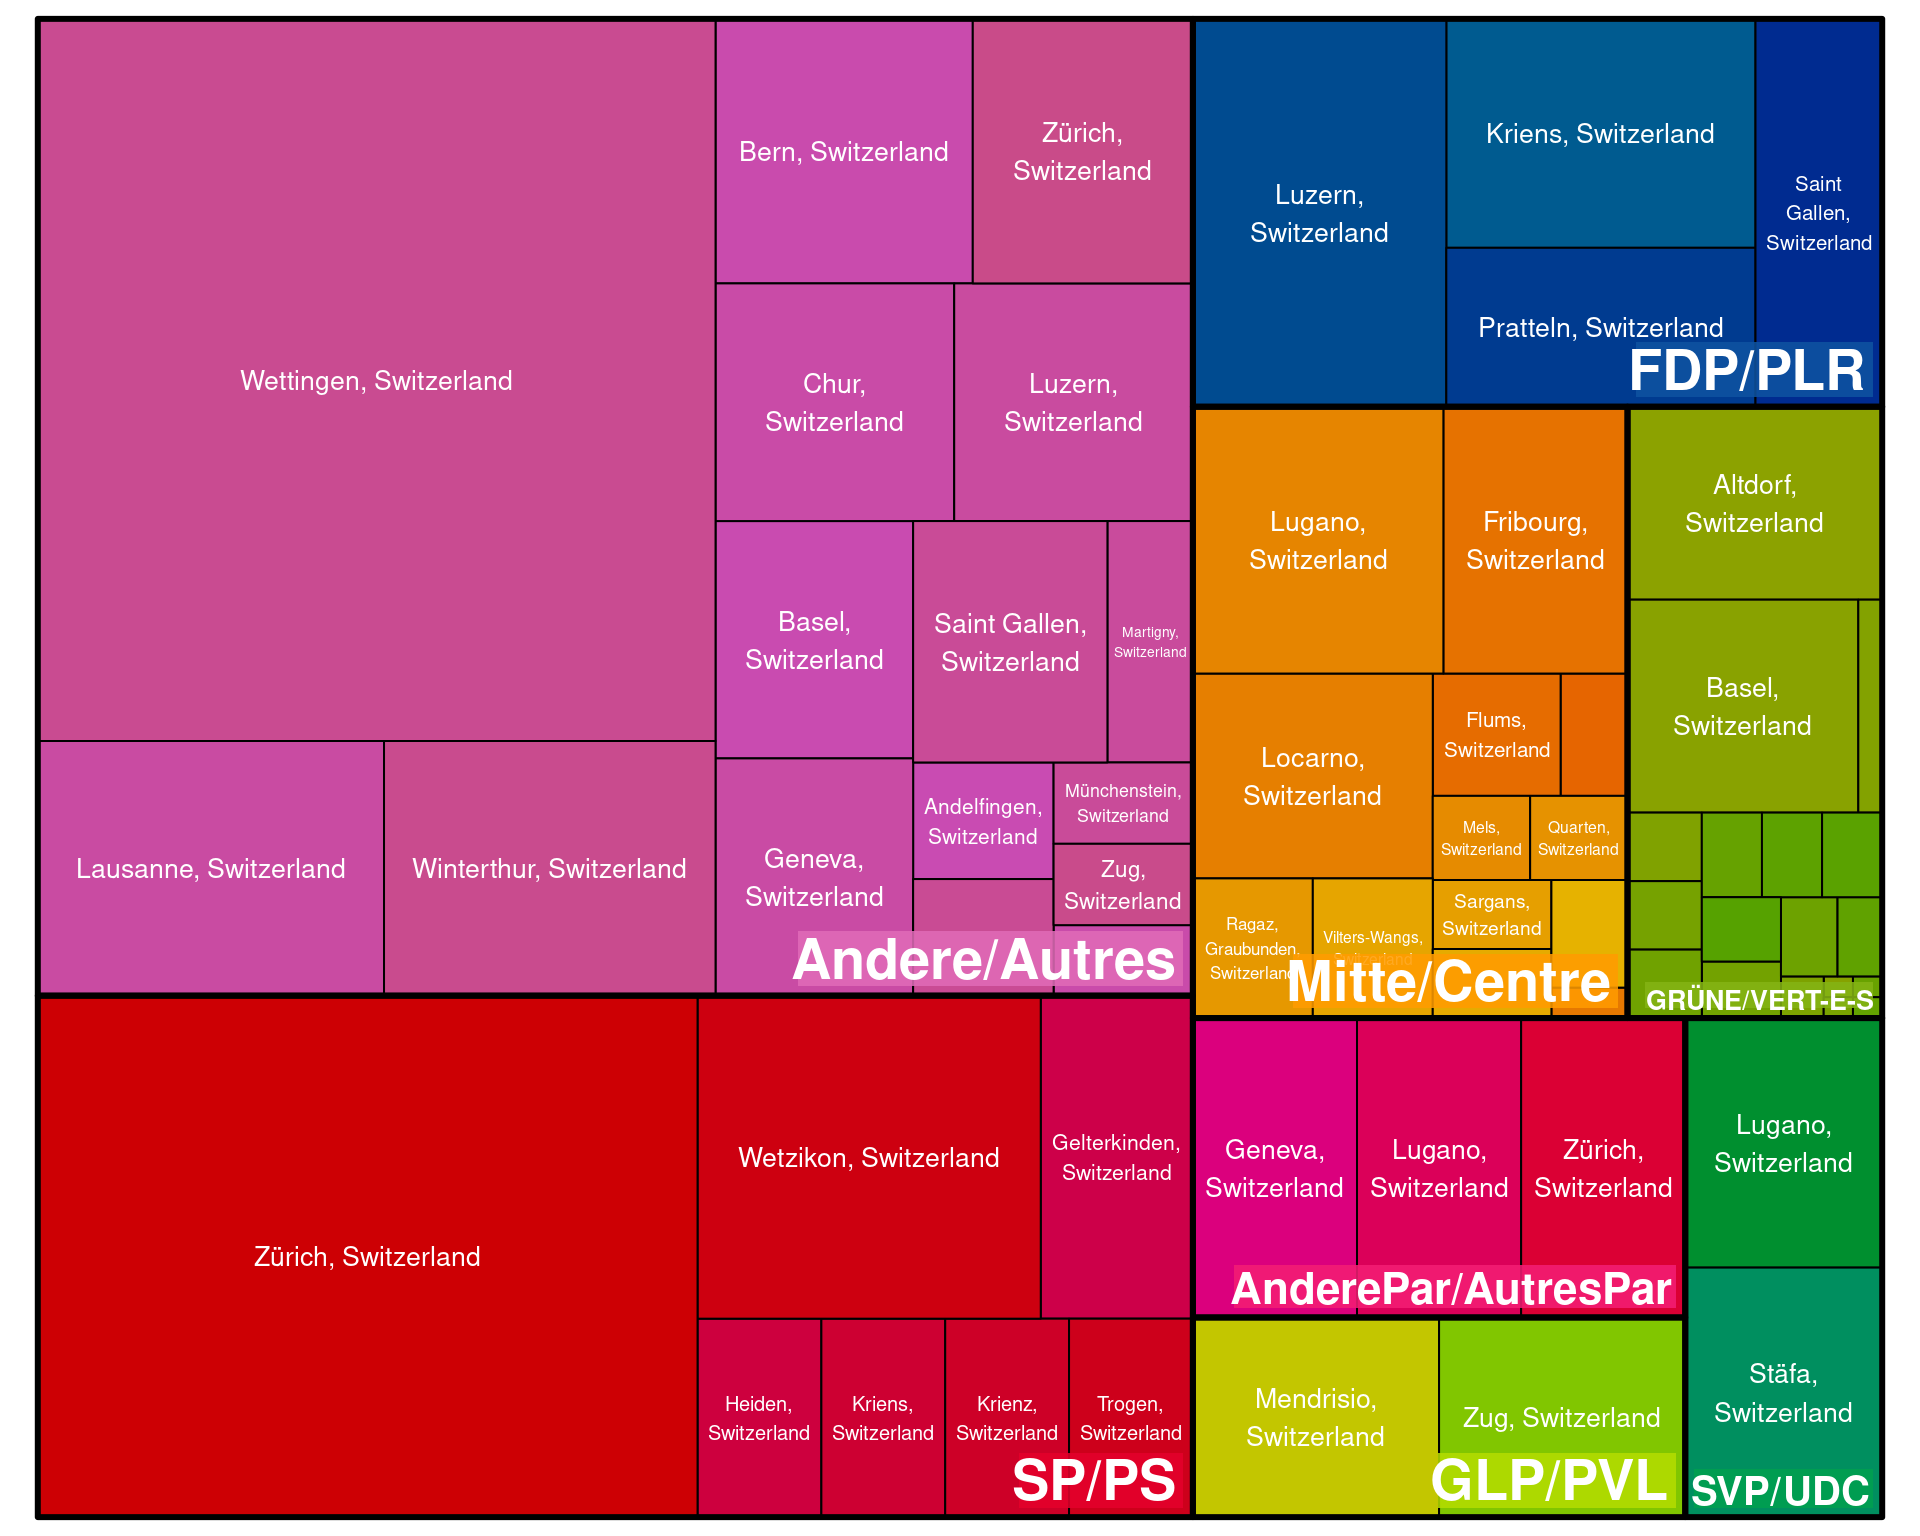 Wettingen, Switzerland
Lausanne, Switzerland
Winterthur, Switzerland
Bern, Switzerland
Zürich,
Switzerland
Chur,
Switzerland
Luzern,
Switzerland
Basel,
Switzerland
Saint Gallen,
Switzerland
Martigny,
Switzerland
Geneva,
Switzerland
Andelfingen,
Switzerland
Münchenstein,
Switzerland
Zug,
Switzerland
Andere/Autres
Zürich, Switzerland
Wetzikon, Switzerland
Gelterkinden,
Switzerland
Heiden,
Switzerland
Kriens,
Switzerland
Krienz,
Switzerland
Trogen,
Switzerland
SP/PS
Luzern,
Switzerland
Kriens, Switzerland
Pratteln, Switzerland
Saint
Gallen,
Switzerland
FDP/PLR
Lugano,
Switzerland
Fribourg,
Switzerland
Locarno,
Switzerland
Flums,
Switzerland
Mels,
Switzerland
Quarten,
Switzerland
Ragaz,
Graubunden,
Switzerland
Vilters-Wangs,
Switzerland
Sargans,
Switzerland
Mitte/Centre
Altdorf,
Switzerland
Basel,
Switzerland
GRÜNE/VERT-E-S
Geneva,
Switzerland
Lugano,
Switzerland
Zürich,
Switzerland
AnderePar/AutresPar
Mendrisio,
Switzerland
Zug, Switzerland
GLP/PVL
Lugano,
Switzerland
Stäfa,
Switzerland
SVP/UDC